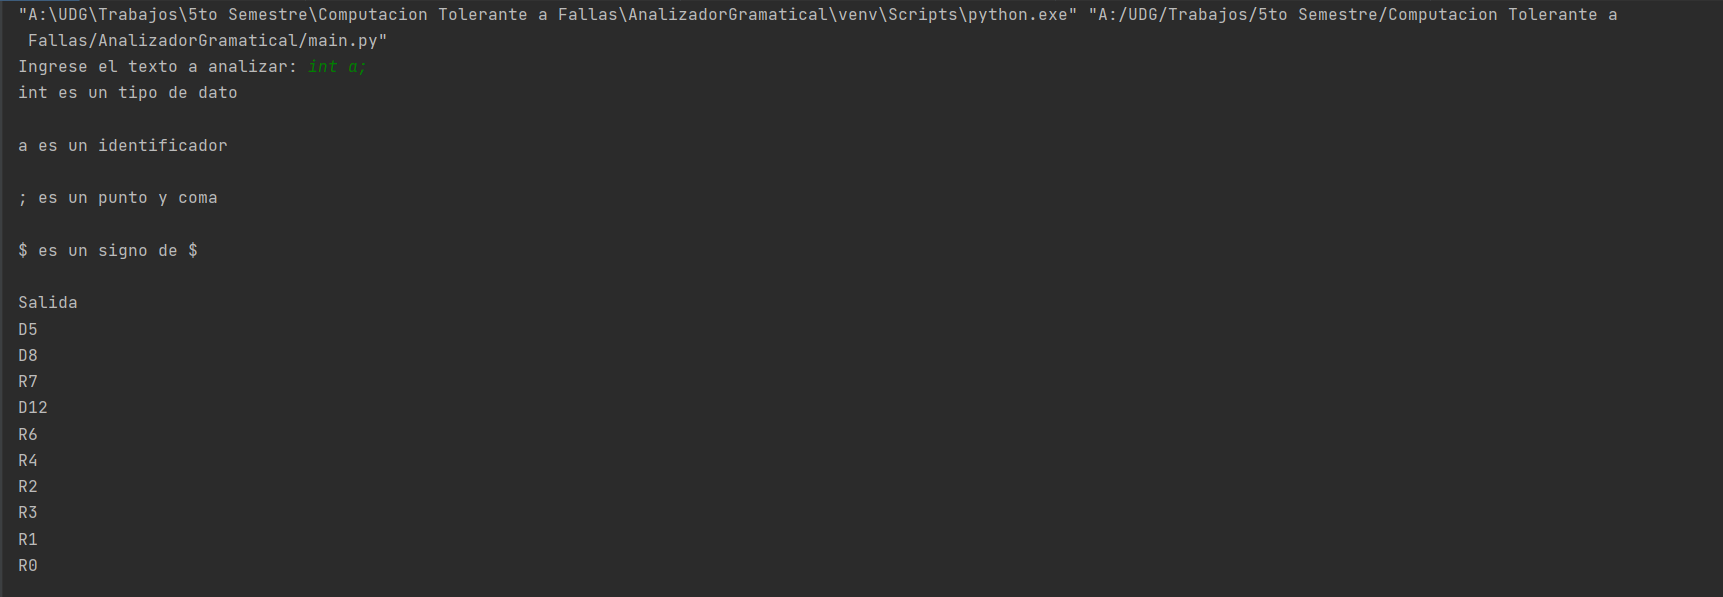 "A:\UDG\Trabajos\5to Semestre\Computacion Tolerante a Fallas\AnalizadorGramatical\venv\Scripts\python.exe" "A:/UDG/Trabajos/5to Semestre/Computacion Tolerante a
Fallas/AnalizadorGramatical/main.py"
Ingrese el texto a analizar: int a;
int es un tipo de dato
a es un identificador
; es un punto y coma
$ es un signo de $
Salida
D5
D8
R7
D12
R6
R4
R2
R3
R1
R0